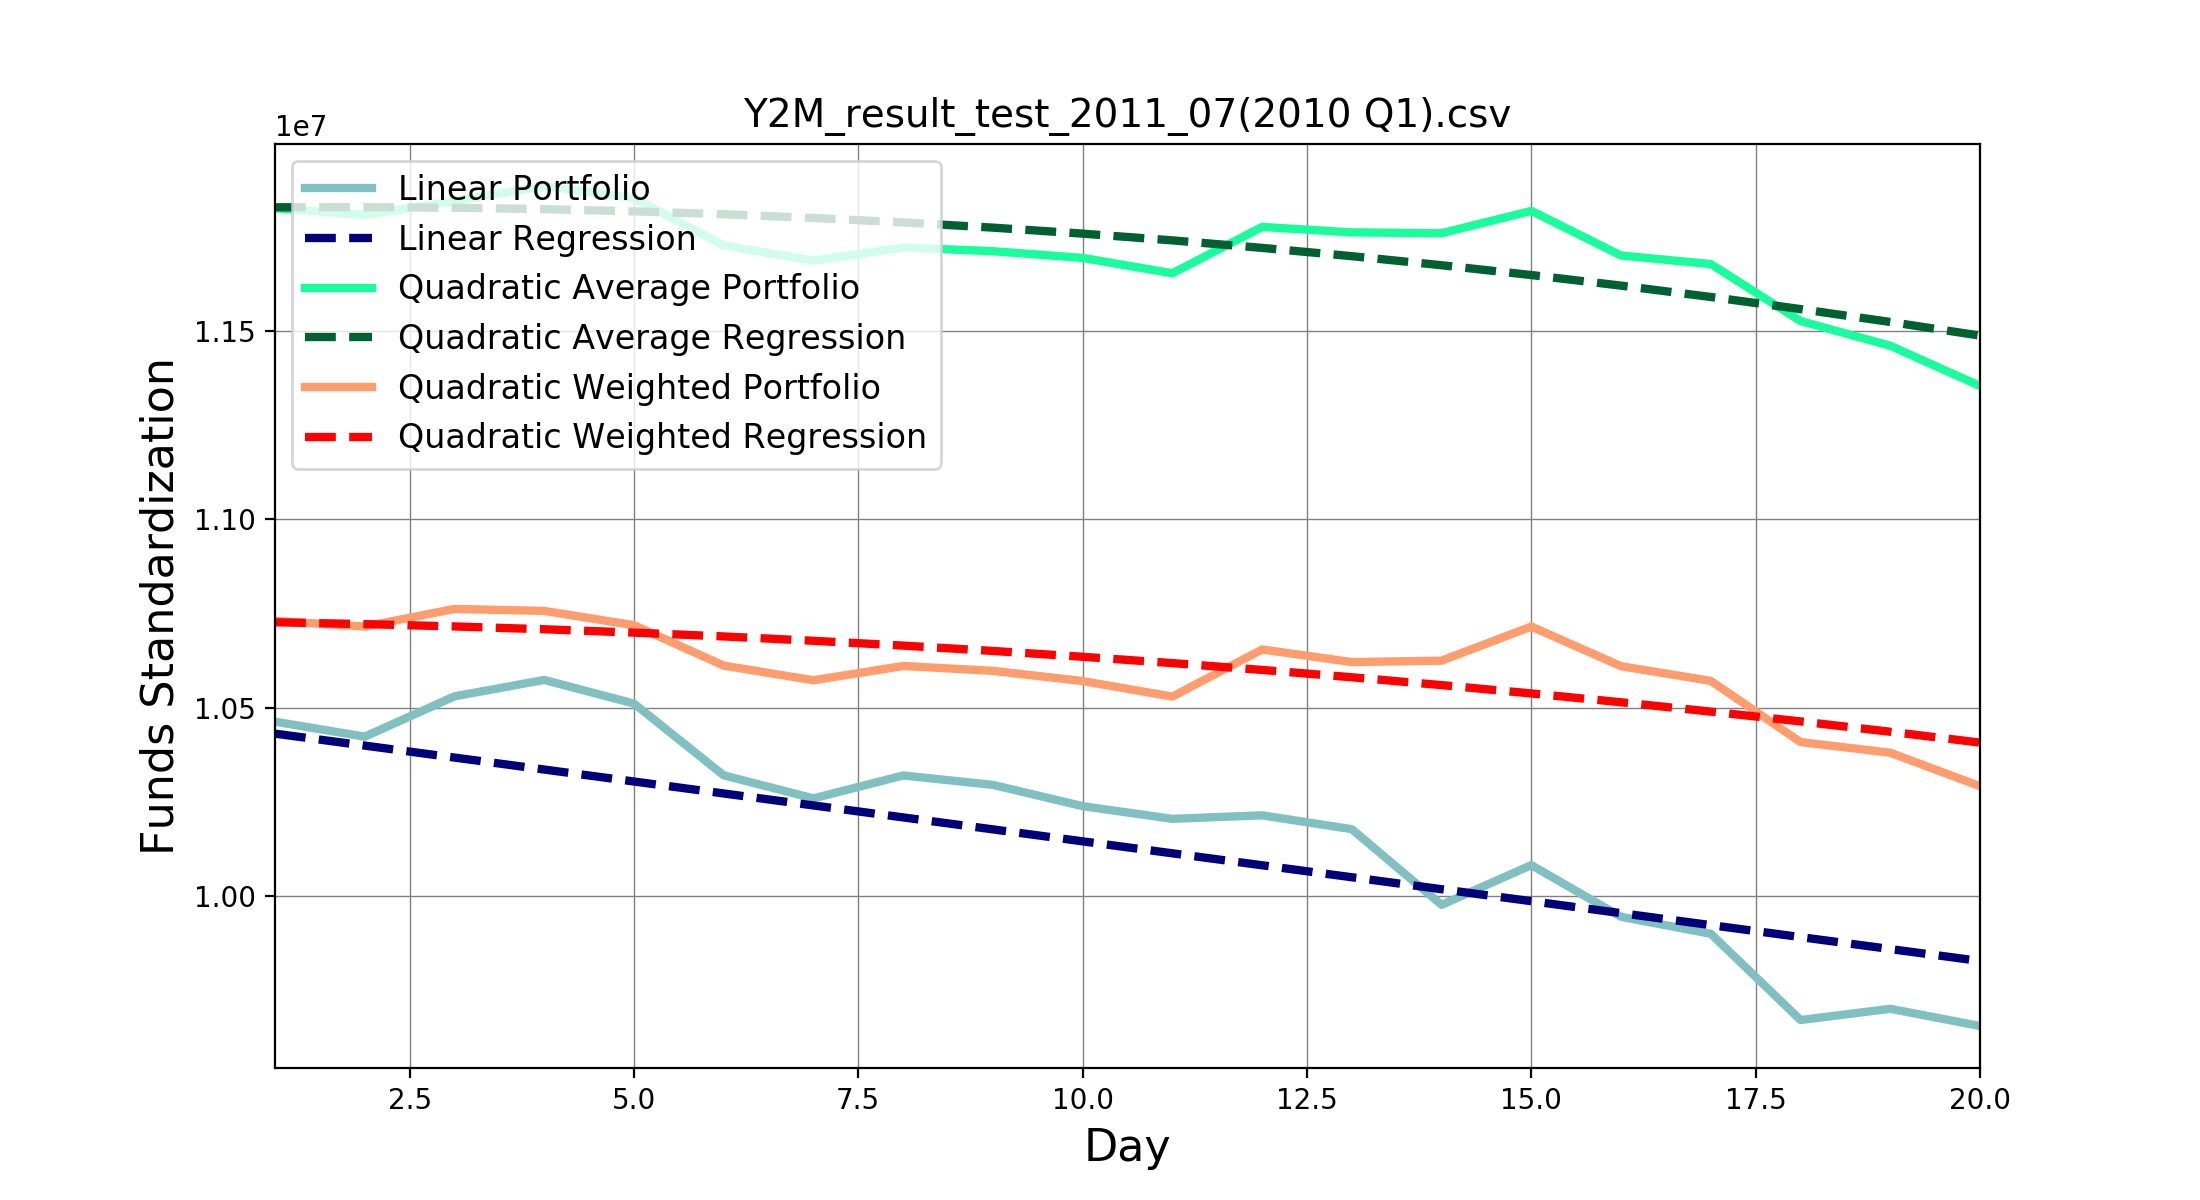 Y2M_result_test_2011_07(2010 Q1).csv
1e7
Linear Portfolio
Linear Regression
Quadratic Average Portfolio
Quadratic Average Regression
Quadratic Weighted Portfolio
Quadratic Weighted Regression
1.15
1.10
1.05
1.00
Funds Standardization
2.5 5.0 7.5 10.0 12.5 15.0 17.5 20.0
Day